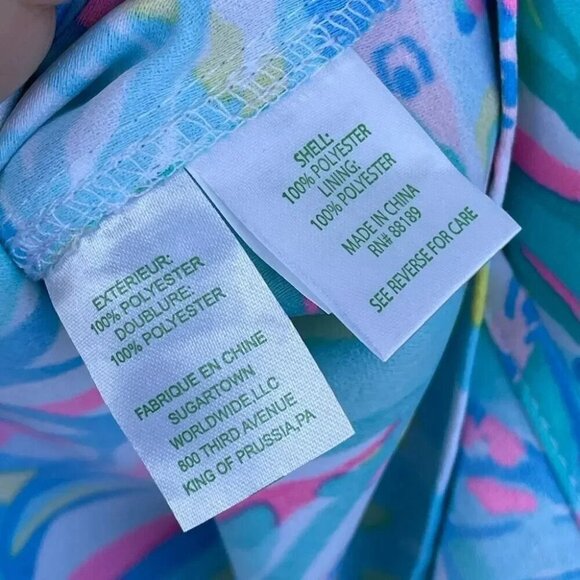 EXTÉRIEUR:
100% POLYESTER
DOUBLURE:
100% POLYESTER
FABRIQUE EN CHINE
SUGARTOWN
WORLDWIDE,LLC
800 THIRD AVENUE
KING OF PRUSSIA,PA
SHELL:
100% POLYESTER
LINING:
100% POLYESTER
MADE IN CHINA
RN# 88189
SEE REVERSE FOR CARE